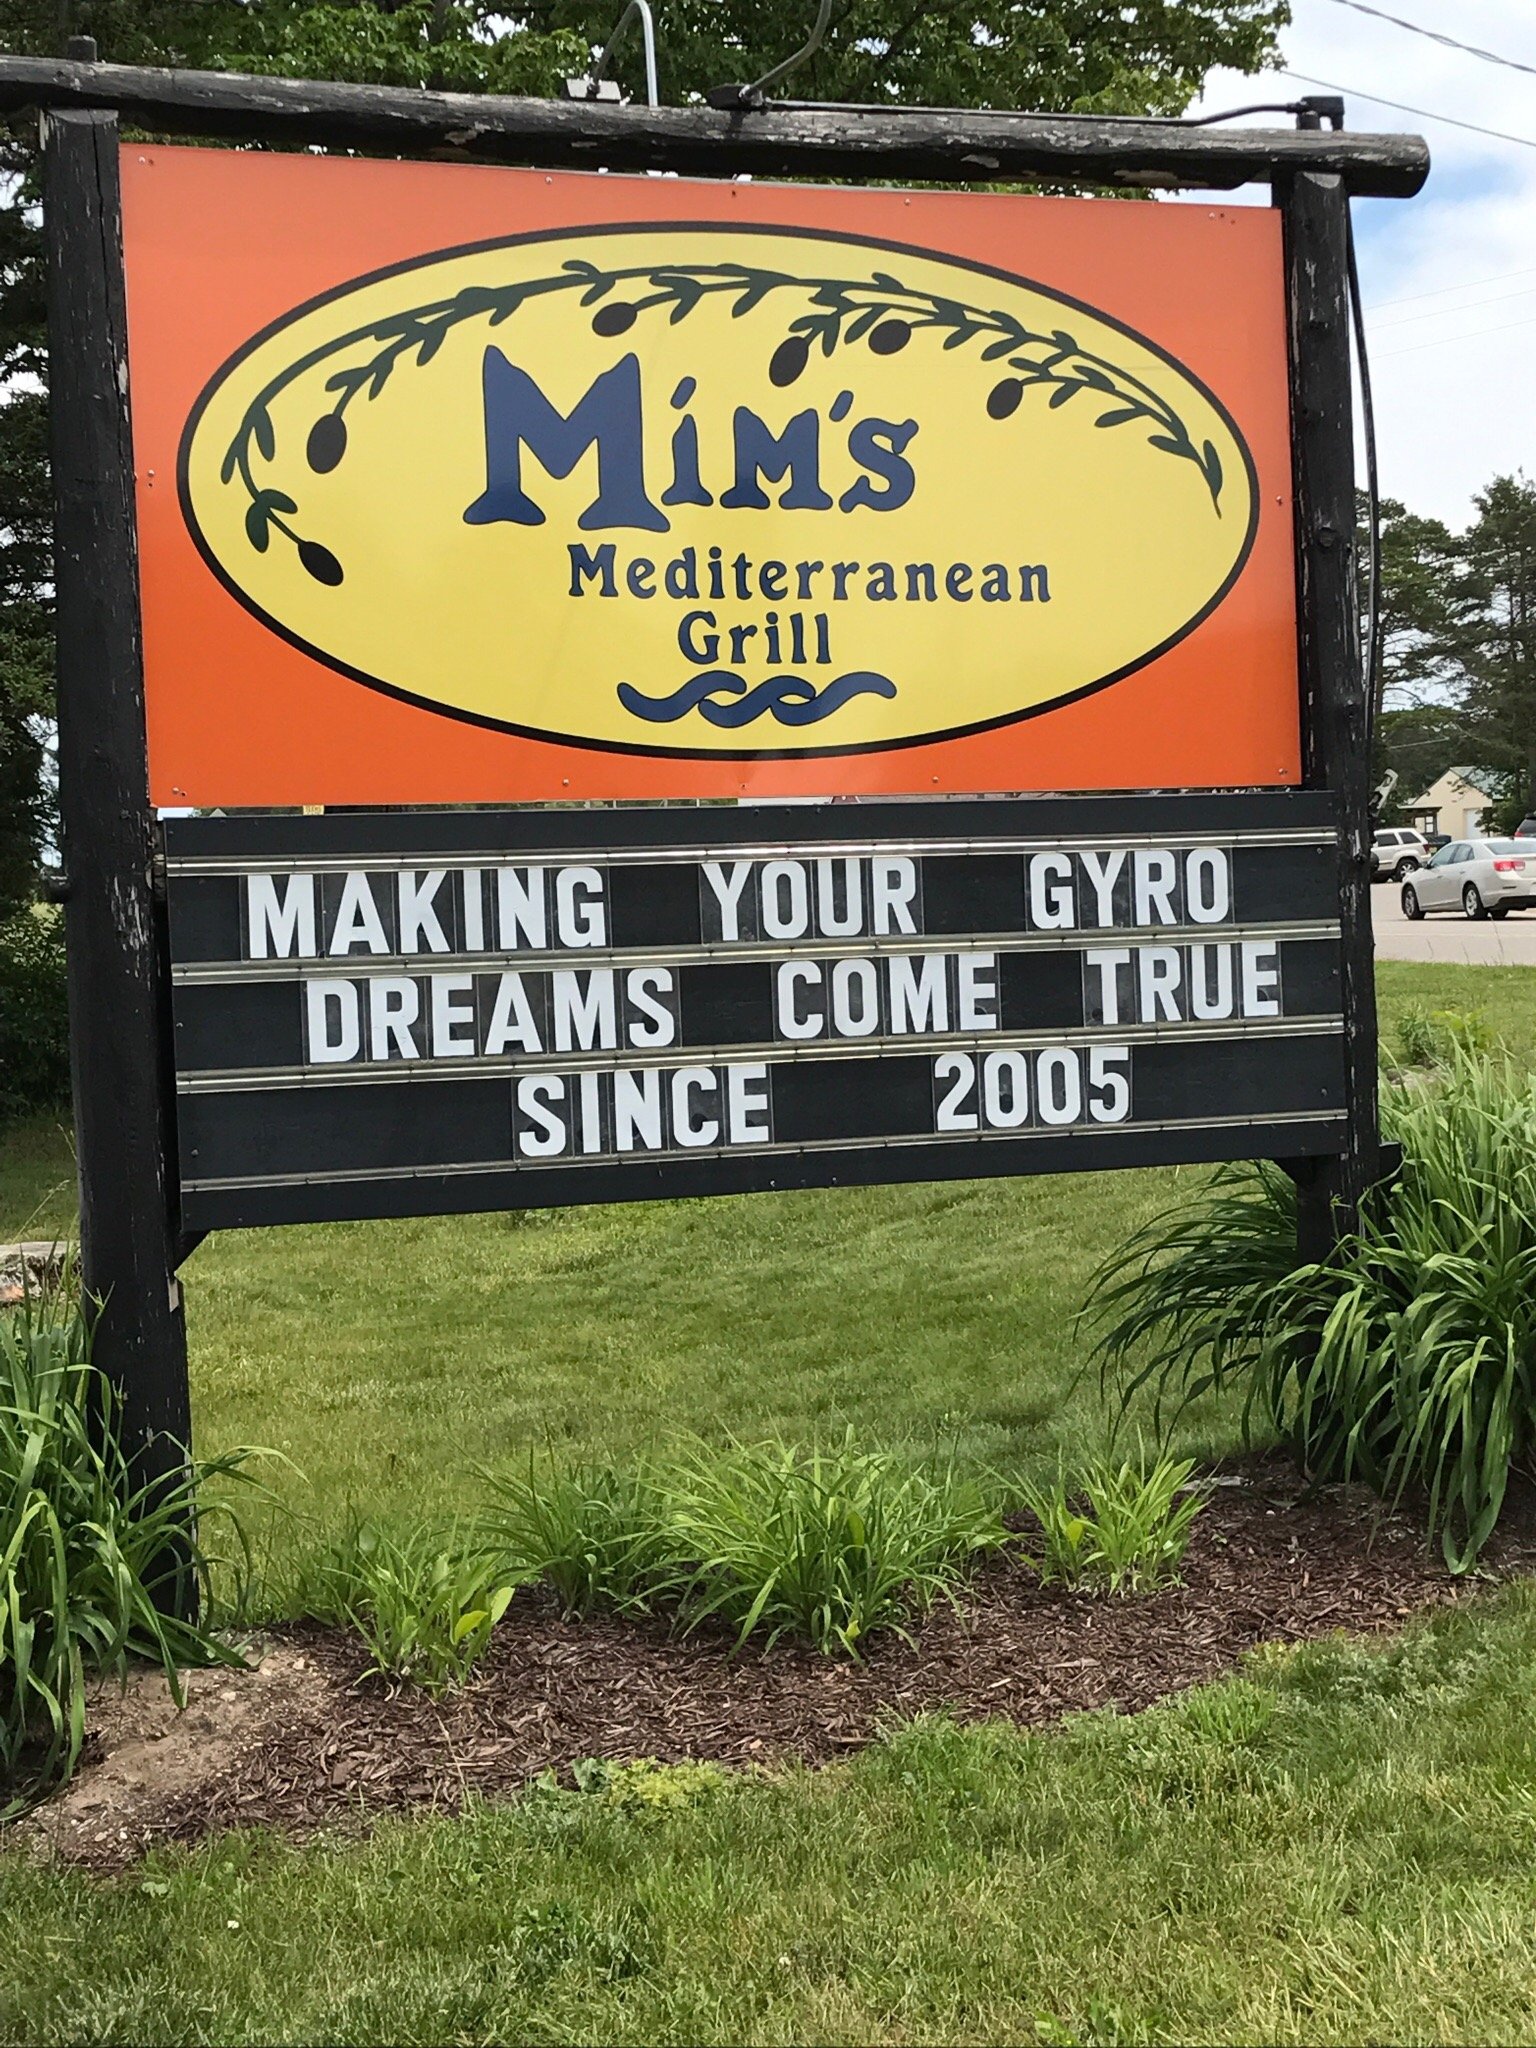 Mim's
Mediterranean
Grill
MAKING YOUR GYRO
DREAMS COME TRUE
SINCE 2005